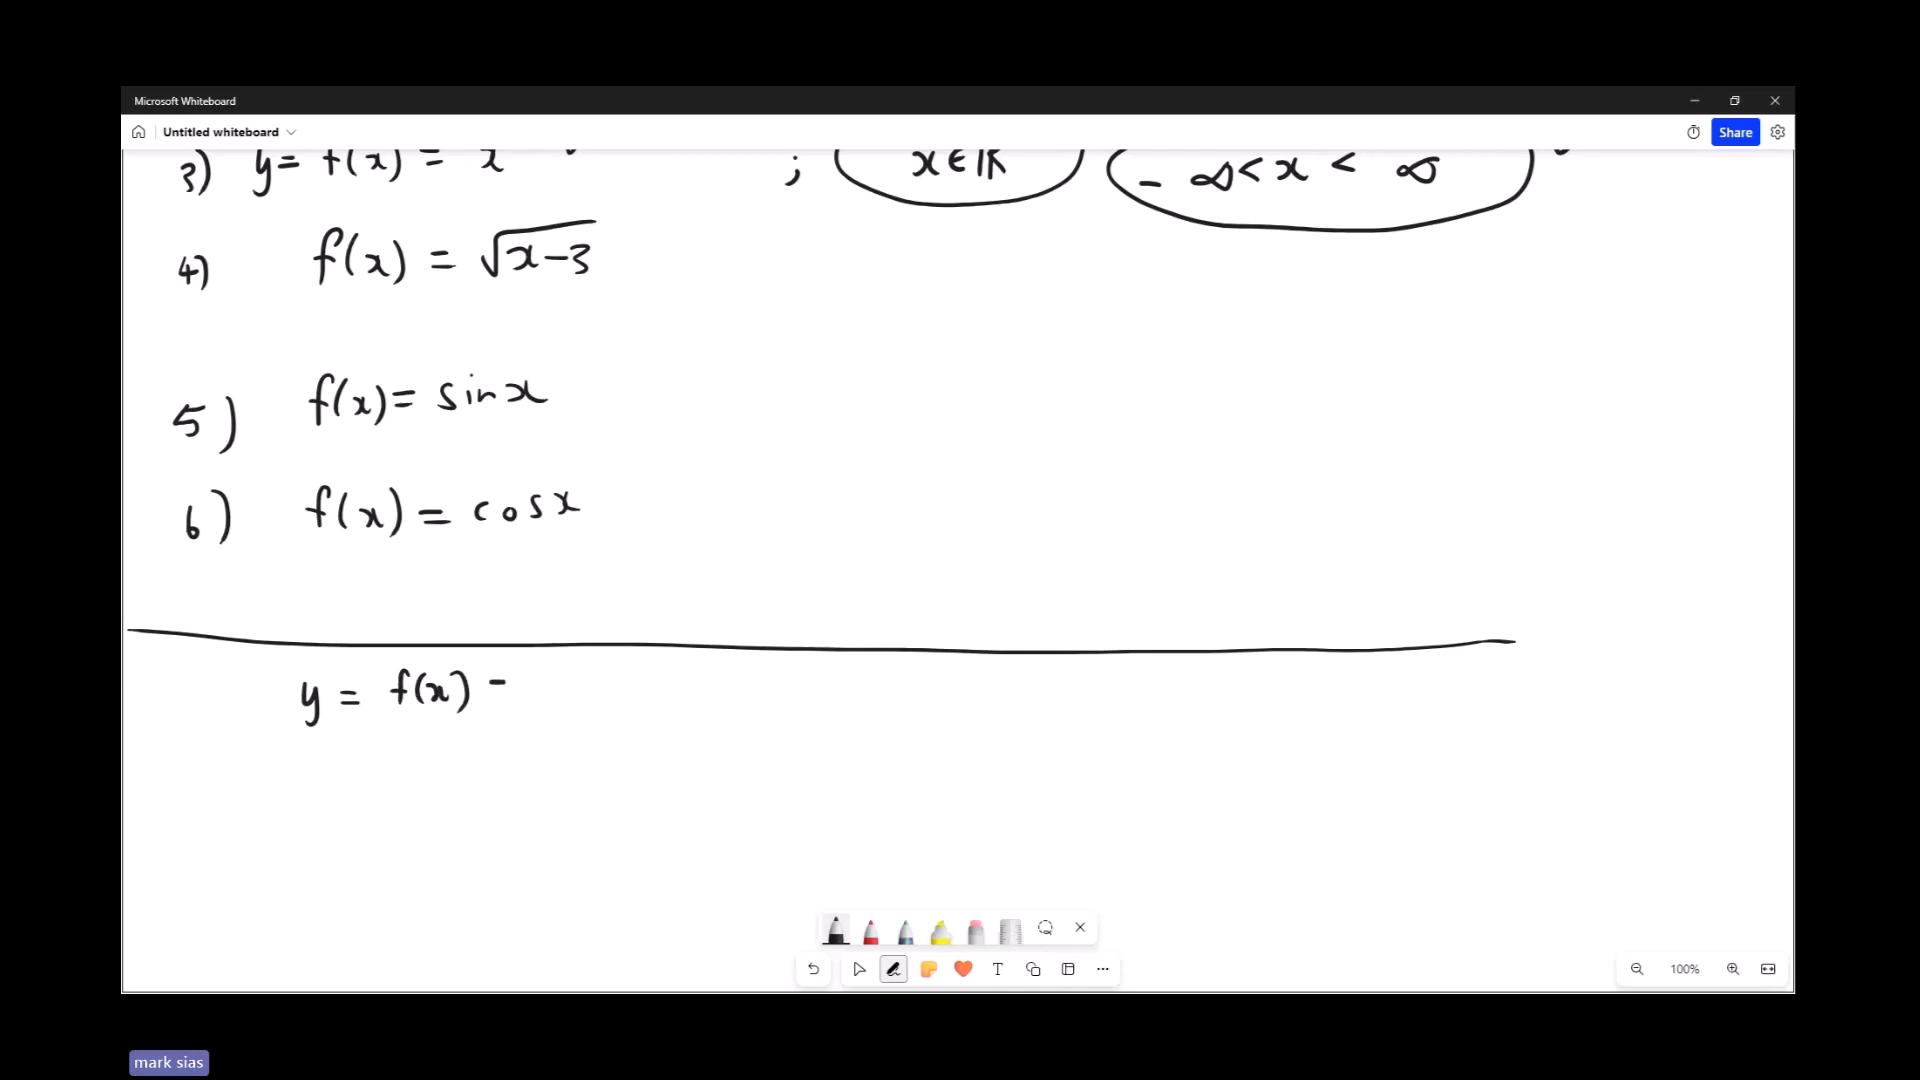 Microsoft Whiteboard
Untitled whiteboard
Share
3) y = f(x) = x ; x ∈ ℝ - ∞ < x < ∞
4) f(x) = √x-3
5) f(x) = sin x
6) f(x) = cos x
y = f(x) -
T
100%
mark sias